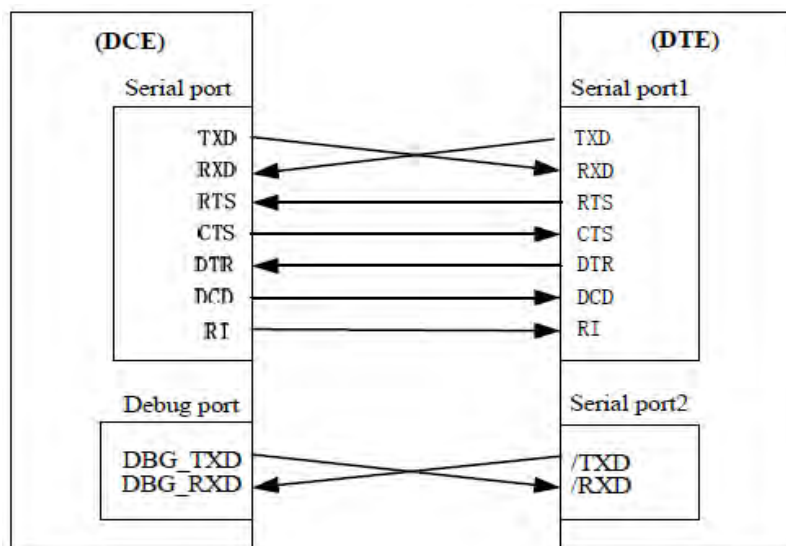 (DCE)
Serial port
TXD
RXD
RTS
CTS
DTR
DCD
RI
Debug port
DBG_TXD
DBG_RXD
(DTE)
Serial port1
TXD
RXD
RTS
CTS
DTR
DCD
RI
Serial port2
/TXD
/RXD